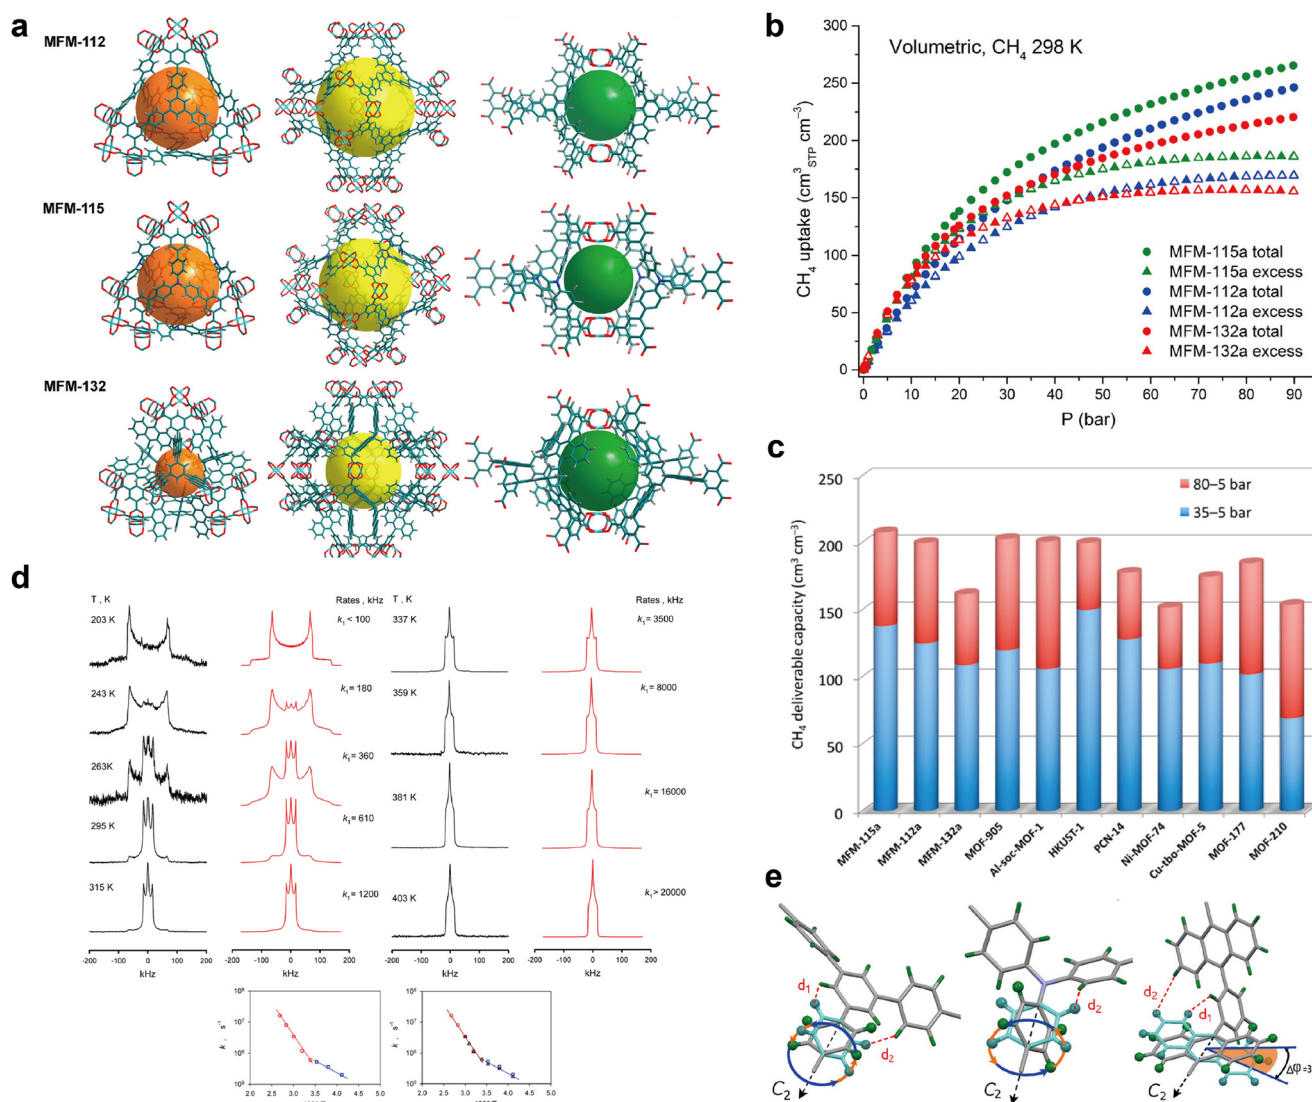 a
MFM-112
MFM-115
MFM-132
b
Volumetric, CH4 298 K
CH4 uptake (cm3STP cm−3)
300
250
200
150
100
50
0
0 10 20 30 40 50 60 70 80 90
P (bar)
MFM-115a total
MFM-115a excess
MFM-112a total
MFM-112a excess
MFM-132a total
MFM-132a excess
c
CH4 deliverable capacity (cm3 cm−3)
250
200
150
100
50
0
80–5 bar
35–5 bar
MFM-115a
MFM-112a
MFM-132a
MOF-905
Al-soc-MOF-1
HKUST-1
PCN-14
Ni-MOF-74
Cu-tbo-MOF-5
MOF-177
MOF-210
d
T, K
Rates, kHz
203 K
k1 < 100
243 K
k1 = 180
263K
k1 = 360
295 K
k1 = 610
315 K
k1 = 1200
-200 -100 0 100 200
kHz
-200 -100 0 100 200
kHz
T, K
Rates, kHz
337 K
k1 = 3500
359 K
k1 = 8000
381 K
k1 = 16000
403 K
k1 > 20000
-200 -100 0 100 200
kHz
-200 -100 0 100 200
kHz
k, s-1
2.0 2.5 3.0 3.5 4.0 4.5
k, s-1
2.0 2.5 3.0 3.5 4.0 4.5
e
d1
d2
C2
d2
C2
d2
d1
C2
Δφ=3